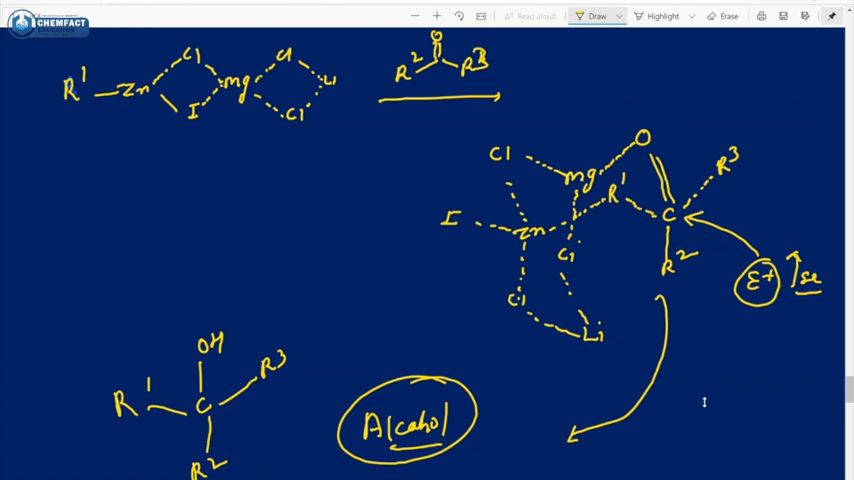 CHEMFACT
EDUCATION
Read aloud
Draw
Highlight
Erase
R1 Zn Cl I Mg Cl Cl Li
O
R2 R3
Cl Mg O R3
I Zn R1 C
Cl R2 E+ ↑se
Cl Li
OH
R1 C R3
R2
Alcohol